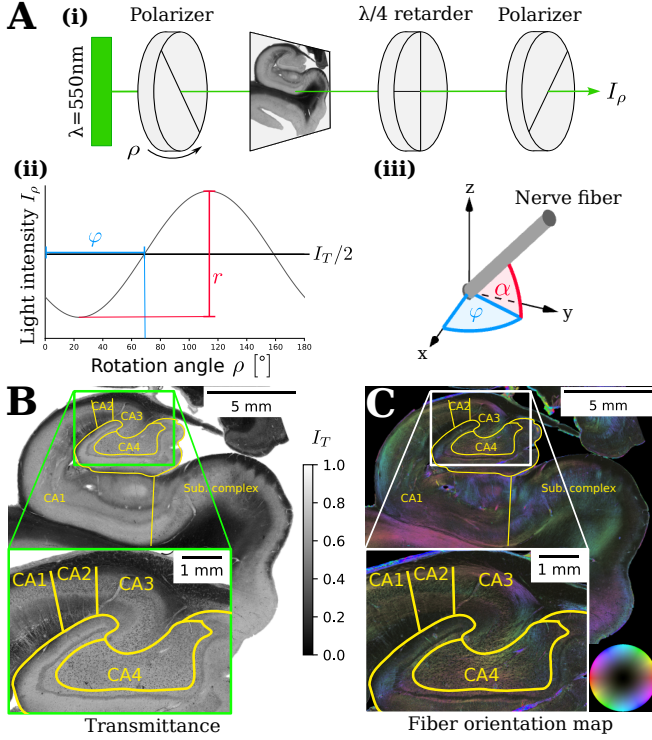 A
(i)
Polarizer
λ/4 retarder
Polarizer
λ=550nm
ρ
I_ρ
(ii)
Light intensity I_ρ
φ
r
I_T/2
0 20 40 60 80 100 120 140 160 180
Rotation angle ρ [°]
(iii)
z
Nerve fiber
α
φ
y
x
B
5 mm
CA2
CA3
CA4
CA1
Sub. complex
1 mm
CA1
CA2
CA3
CA4
Transmittance
I_T
1.0
0.8
0.6
0.4
0.2
0.0
C
5 mm
CA2
CA3
CA4
CA1
Sub. complex
1 mm
CA1
CA2
CA3
CA4
Fiber orientation map